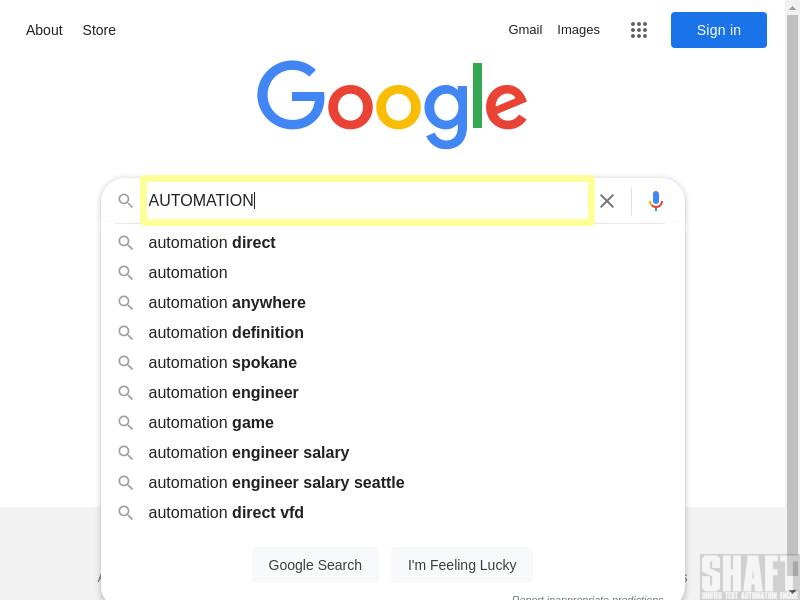 About Store Gmail Images Sign in
Google
AUTOMATION
automation direct
automation
automation anywhere
automation definition
automation spokane
automation engineer
automation game
automation engineer salary
automation engineer salary seattle
automation direct vfd
Google Search I'm Feeling Lucky
Report inappropriate predictions
SHAFT